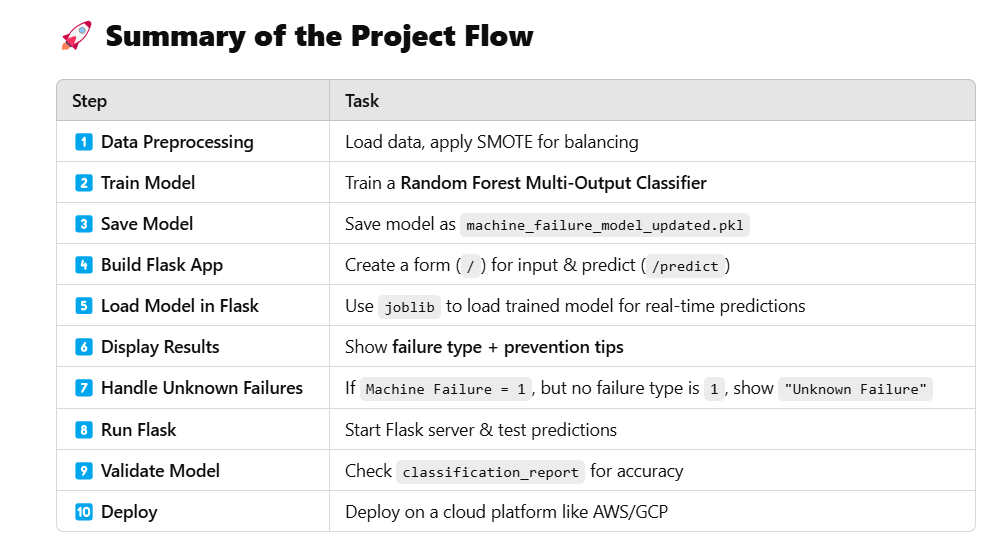 🚀 Summary of the Project Flow
Step Task
1️⃣ Data Preprocessing Load data, apply SMOTE for balancing
2️⃣ Train Model Train a Random Forest Multi-Output Classifier
3️⃣ Save Model Save model as machine_failure_model_updated.pkl
4️⃣ Build Flask App Create a form (/) for input & predict (/predict)
5️⃣ Load Model in Flask Use joblib to load trained model for real-time predictions
6️⃣ Display Results Show failure type + prevention tips
7️⃣ Handle Unknown Failures If Machine Failure = 1, but no failure type is 1, show "Unknown Failure"
8️⃣ Run Flask Start Flask server & test predictions
9️⃣ Validate Model Check classification_report for accuracy
🔟 Deploy Deploy on a cloud platform like AWS/GCP